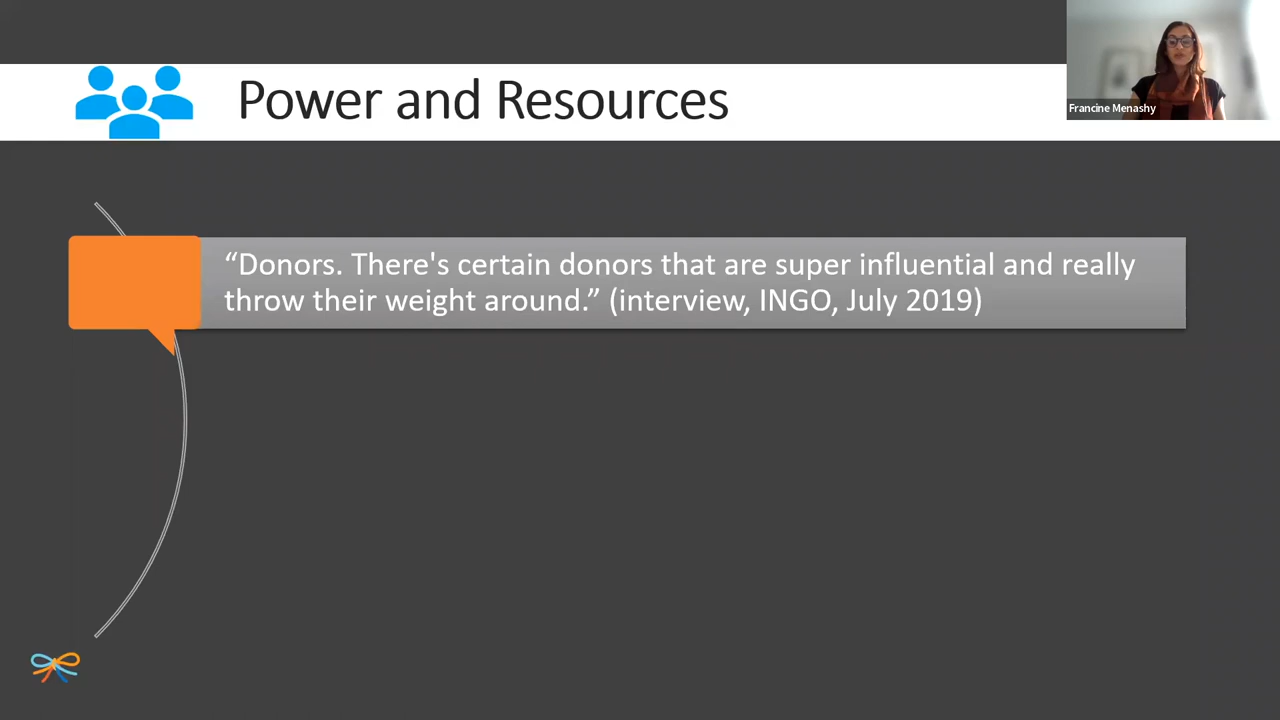 Power and Resources
Francine Menashy
“Donors. There's certain donors that are super influential and really
throw their weight around.” (interview, INGO, July 2019)